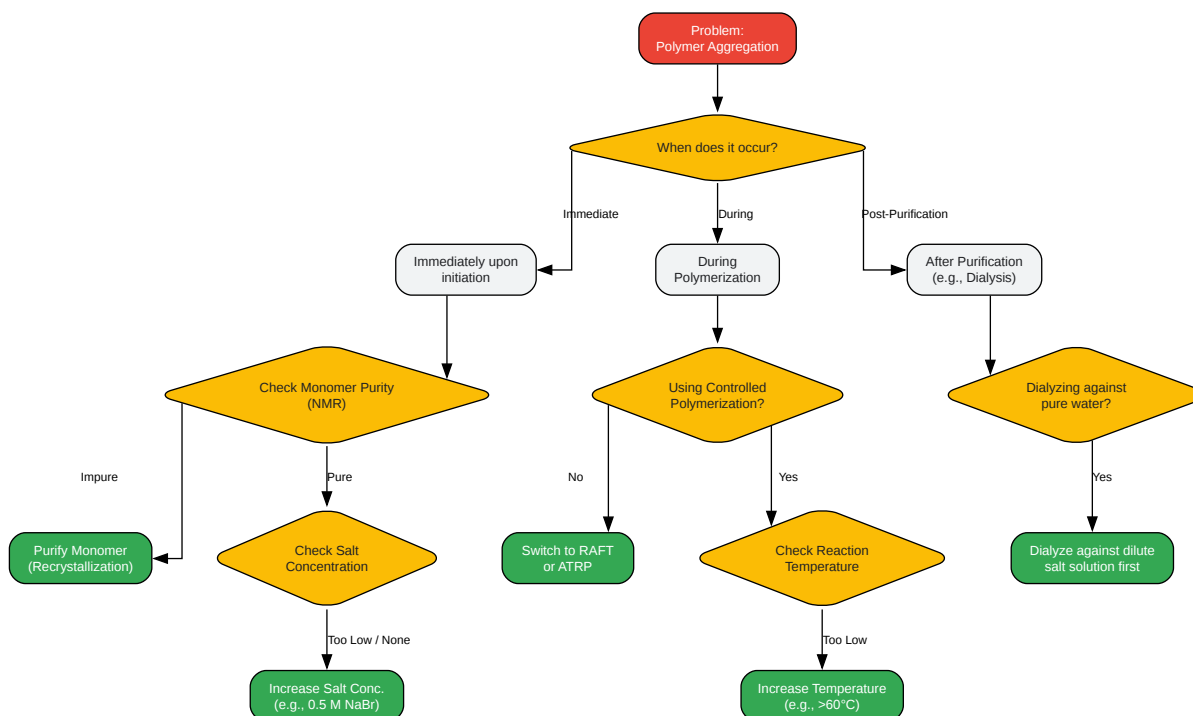 Problem:
Polymer Aggregation
When does it occur?
Immediate
During
Post-Purification
Immediately upon
initiation
During
Polymerization
After Purification
(e.g., Dialysis)
Check Monomer Purity
(NMR)
Using Controlled
Polymerization?
Dialyzing against
pure water?
Impure
Pure
No
Yes
Yes
Purify Monomer
(Recrystallization)
Check Salt
Concentration
Switch to RAFT
or ATRP
Check Reaction
Temperature
Dialyze against dilute
salt solution first
Too Low / None
Too Low
Increase Salt Conc.
(e.g., 0.5 M NaBr)
Increase Temperature
(e.g., >60°C)